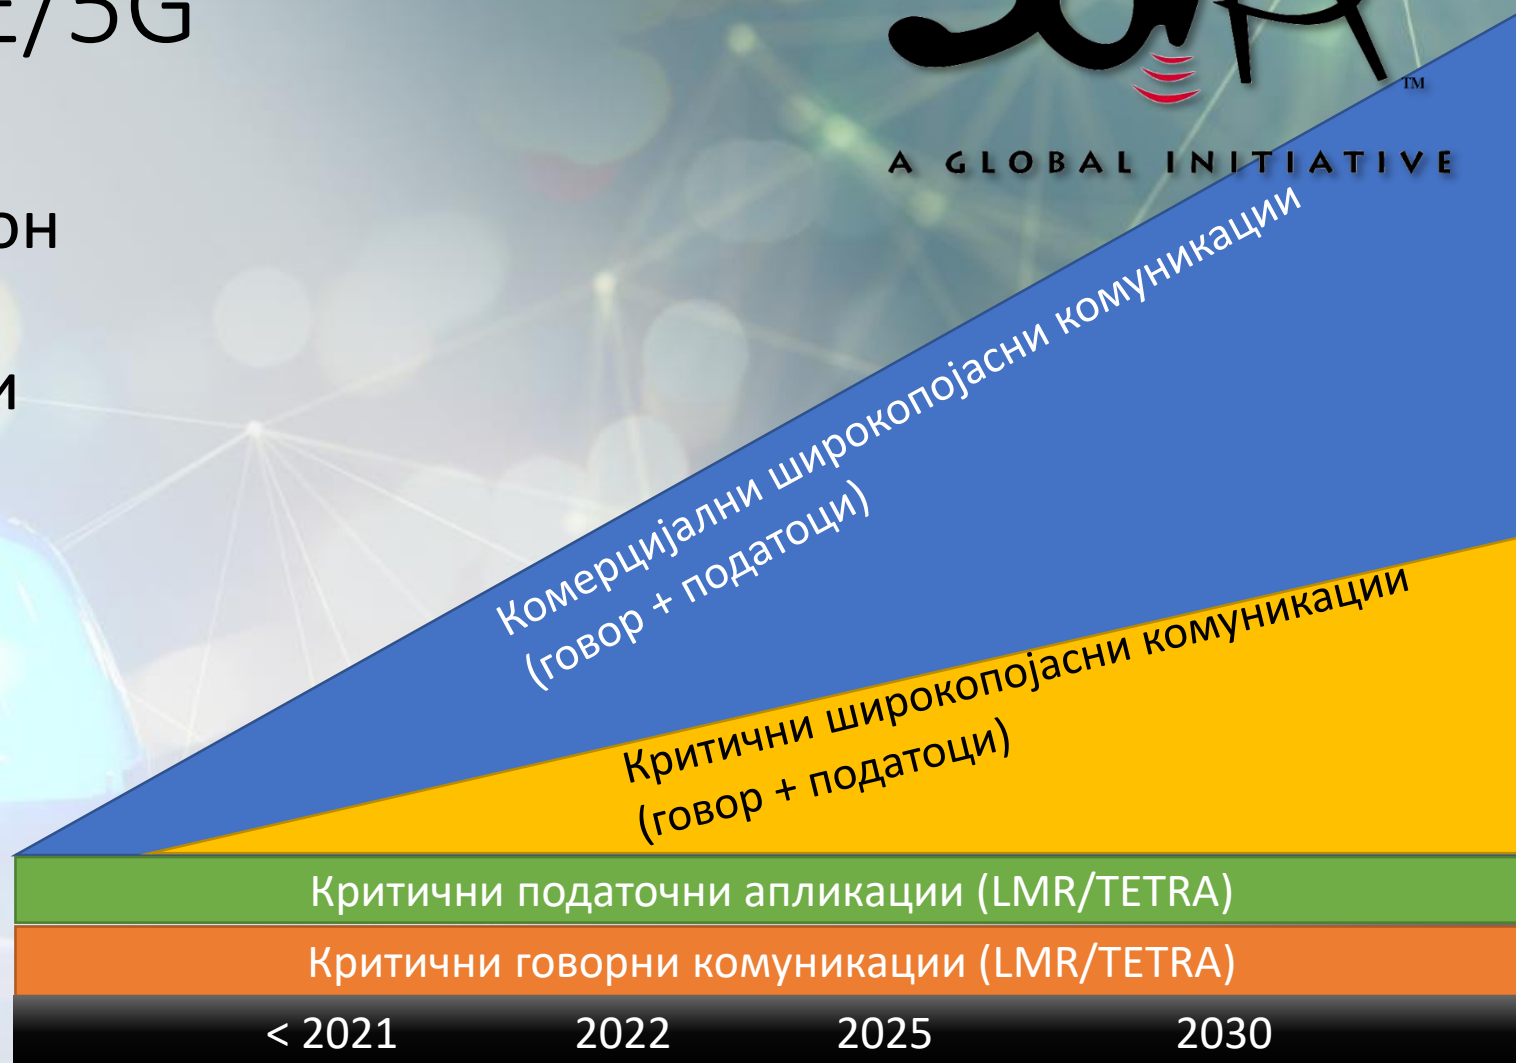 /5G
A GLOBAL INITIATIVE
TM
Комерцијални широкопојасни комуникации
(говор + податоци)
Критични широкопојасни комуникации
(говор + податоци)
Критични податочни апликации (LMR/TETRA)
Критични говорни комуникации (LMR/TETRA)
< 2021 2022 2025 2030